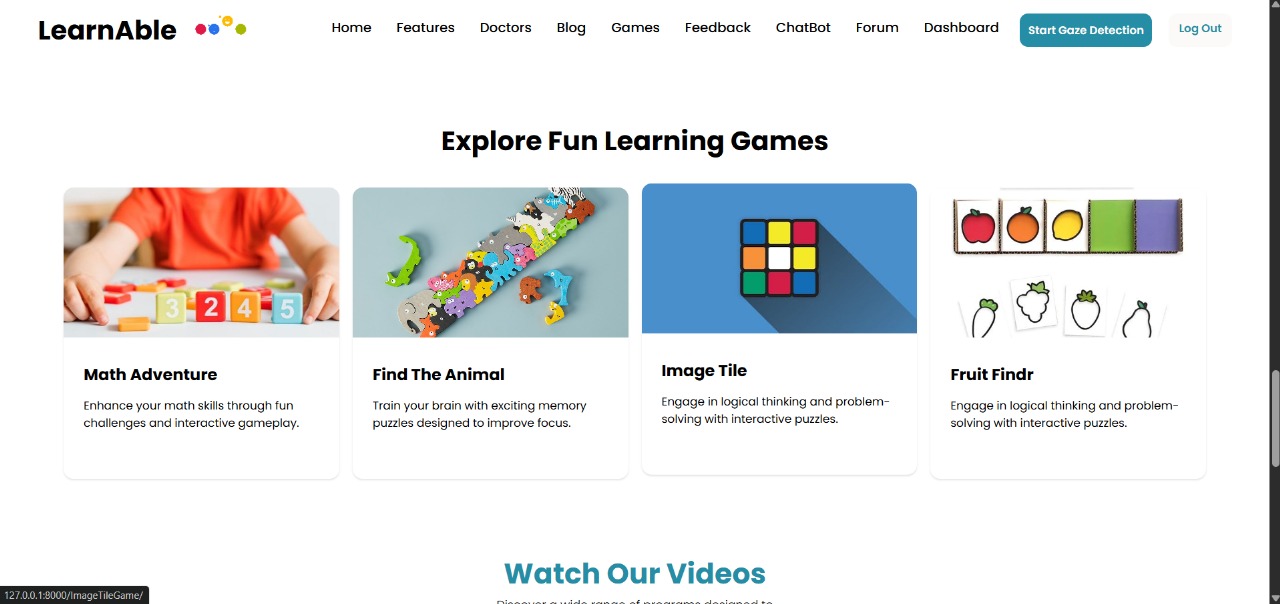 LearnAble
Home Features Doctors Blog Games Feedback ChatBot Forum Dashboard Start Gaze Detection Log Out
Explore Fun Learning Games
3 2 4 5
Math Adventure
Enhance your math skills through fun
challenges and interactive gameplay.
Find The Animal
Train your brain with exciting memory
puzzles designed to improve focus.
Image Tile
Engage in logical thinking and problem-
solving with interactive puzzles.
Fruit Findr
Engage in logical thinking and problem-
solving with interactive puzzles.
Watch Our Videos
Discover a wide range of programs designed to
127.0.0.1:8000/ImageTileGame/